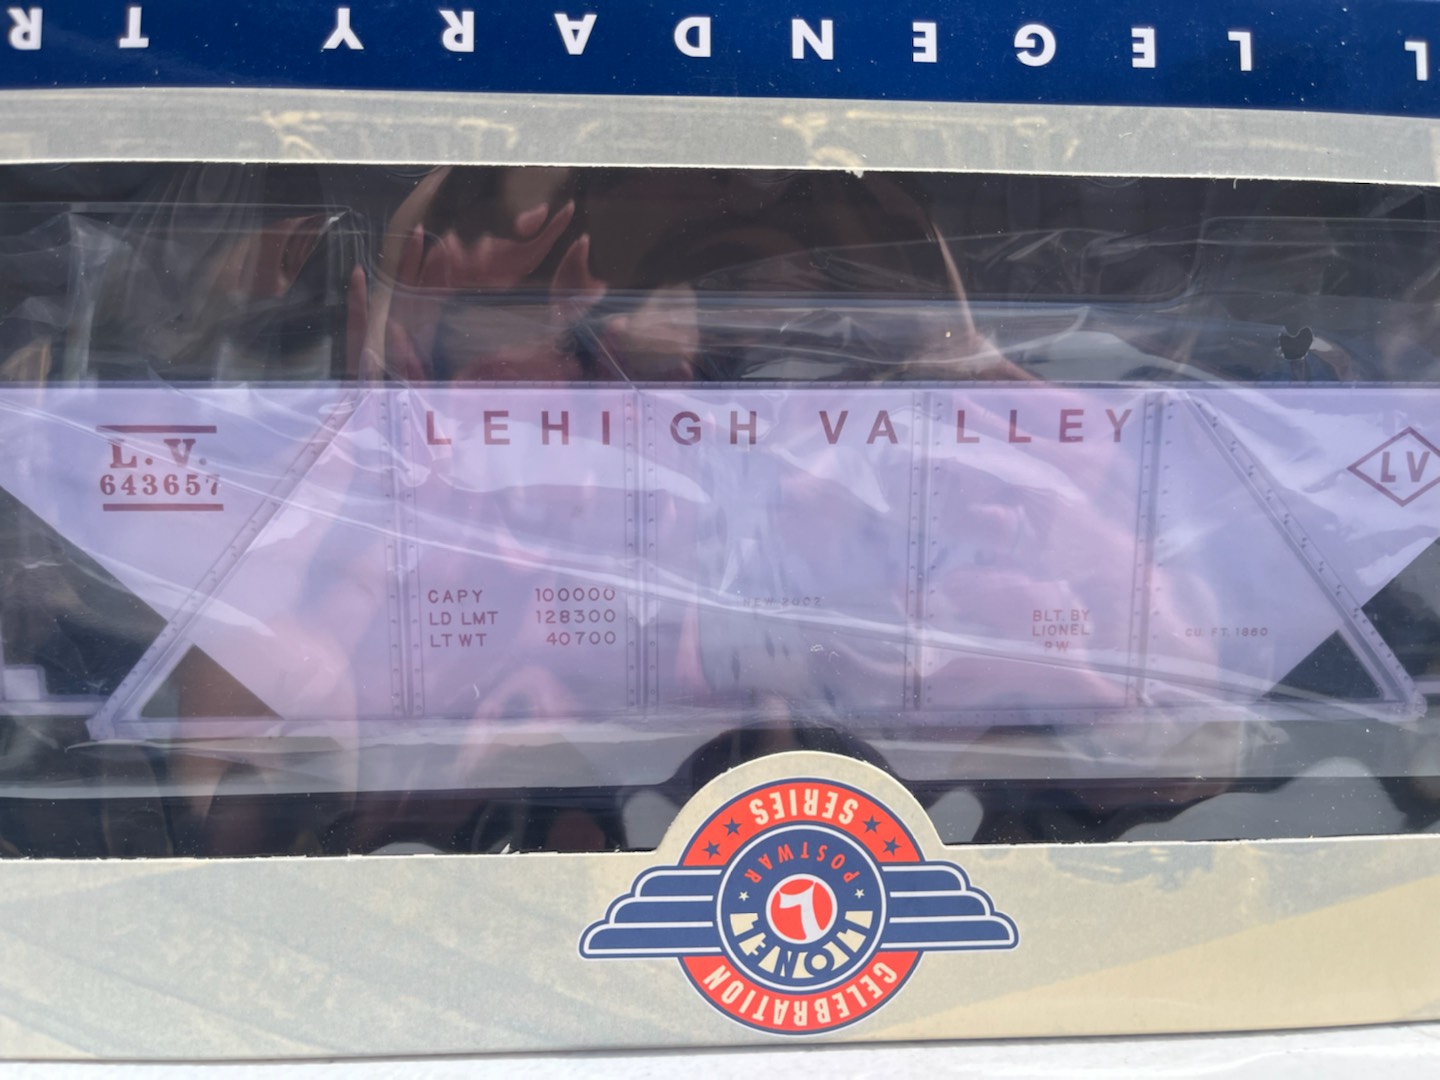 L LEGENDARY TR
LEHIGH VALLEY
L. V.
643657
LV
CAPY 100000
LD LMT 128300
LT WT 40700
NEW 2002
BLT. BY
LIONEL
CU. FT. 1860
POSTWAR
LIONEL
L
CELEBRATION
SERIES